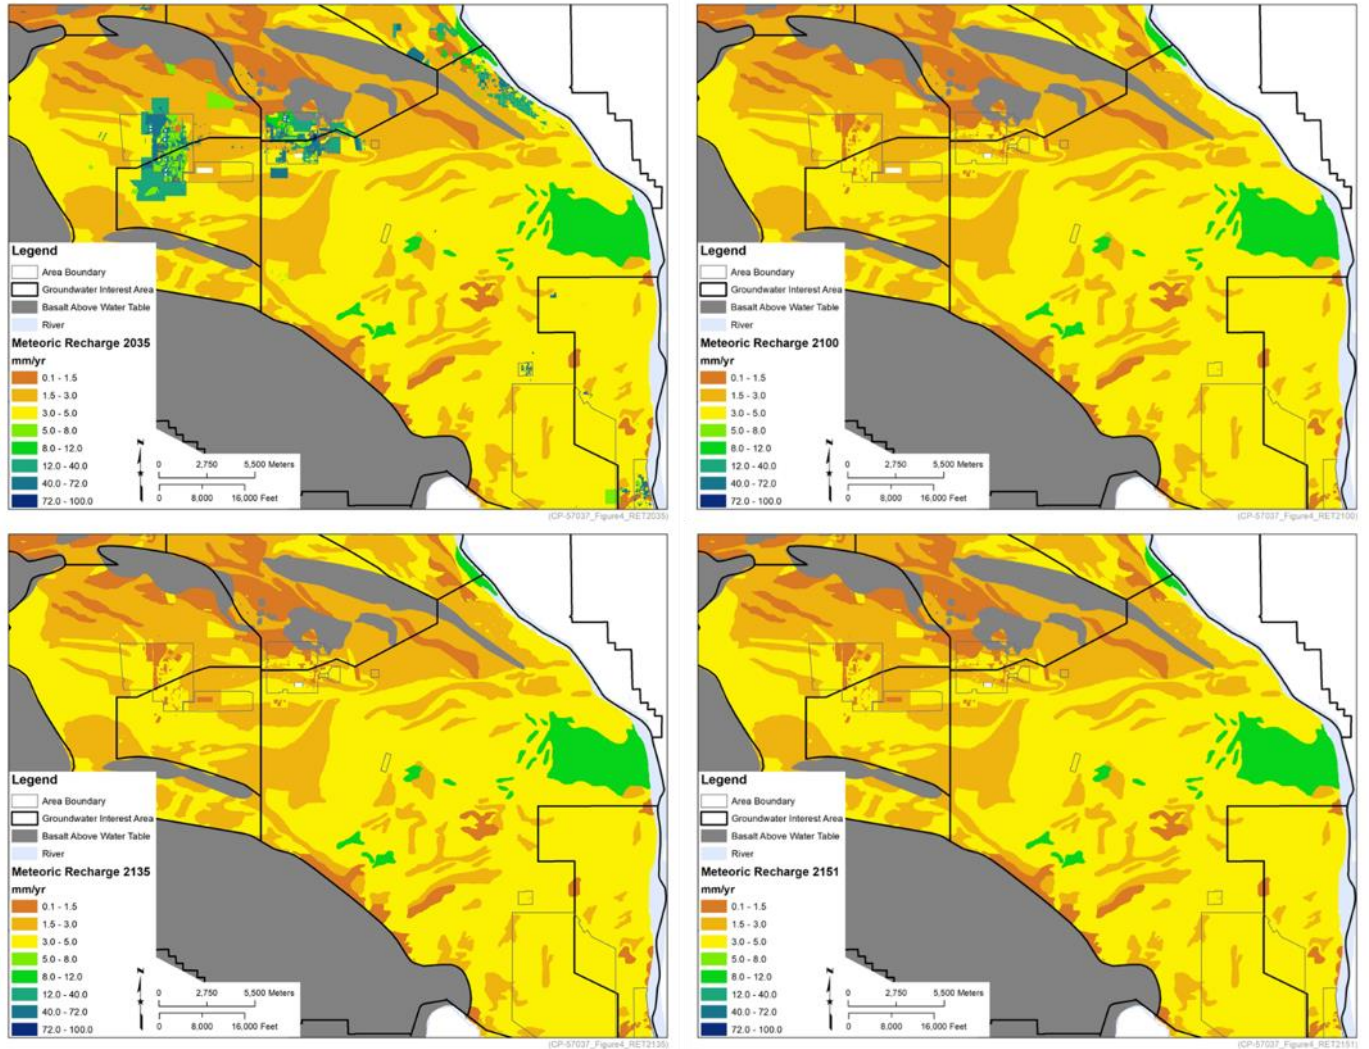 Legend
Area Boundary
Groundwater Interest Area
Basalt Above Water Table
River
Meteoric Recharge 2035
mm/yr
0.1 - 1.5
1.5 - 3.0
3.0 - 5.0
5.0 - 8.0
8.0 - 12.0
12.0 - 40.0
40.0 - 72.0
72.0 - 100.0
N
0 2,750 5,500 Meters
0 8,000 16,000 Feet
(CP-57037_Figure4_RET2035)
Legend
Area Boundary
Groundwater Interest Area
Basalt Above Water Table
River
Meteoric Recharge 2100
mm/yr
0.1 - 1.5
1.5 - 3.0
3.0 - 5.0
5.0 - 8.0
8.0 - 12.0
12.0 - 40.0
40.0 - 72.0
72.0 - 100.0
N
0 2,750 5,500 Meters
0 8,000 16,000 Feet
(CP-57037_Figure4_RET2100)
Legend
Area Boundary
Groundwater Interest Area
Basalt Above Water Table
River
Meteoric Recharge 2135
mm/yr
0.1 - 1.5
1.5 - 3.0
3.0 - 5.0
5.0 - 8.0
8.0 - 12.0
12.0 - 40.0
40.0 - 72.0
72.0 - 100.0
N
0 2,750 5,500 Meters
0 8,000 16,000 Feet
(CP-57037_Figure4_RET2135)
Legend
Area Boundary
Groundwater Interest Area
Basalt Above Water Table
River
Meteoric Recharge 2151
mm/yr
0.1 - 1.5
1.5 - 3.0
3.0 - 5.0
5.0 - 8.0
8.0 - 12.0
12.0 - 40.0
40.0 - 72.0
72.0 - 100.0
N
0 2,750 5,500 Meters
0 8,000 16,000 Feet
(CP-57037_Figure4_RET2151)